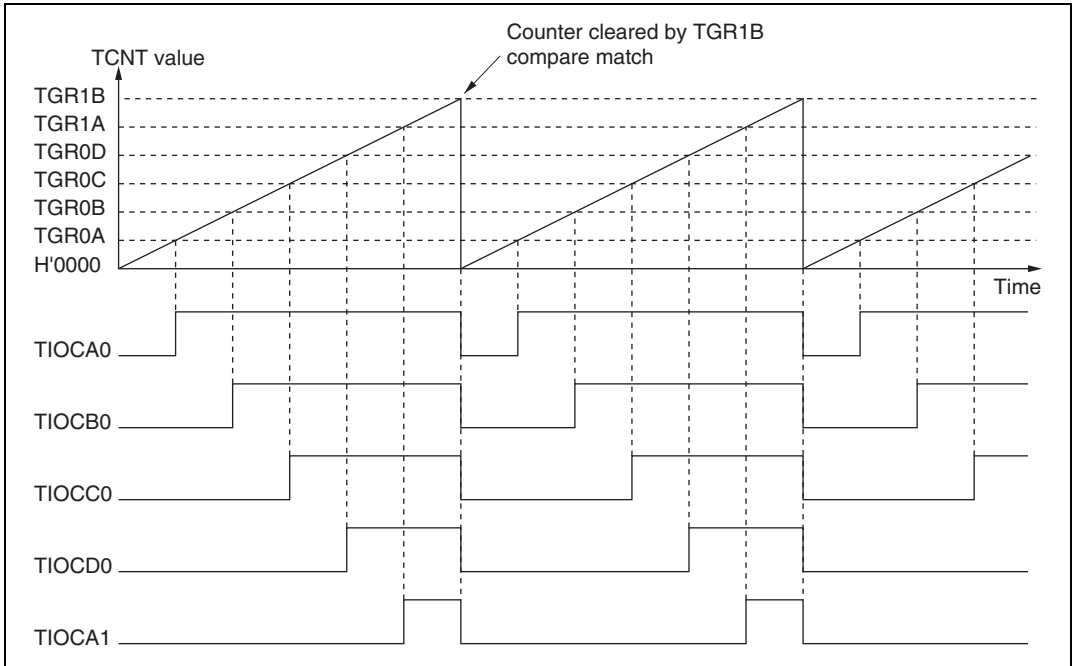 Counter cleared by TGR1B
compare match
TCNT value
TGR1B
TGR1A
TGR0D
TGR0C
TGR0B
TGR0A
H'0000
Time
TIOCA0
TIOCB0
TIOCC0
TIOCD0
TIOCA1